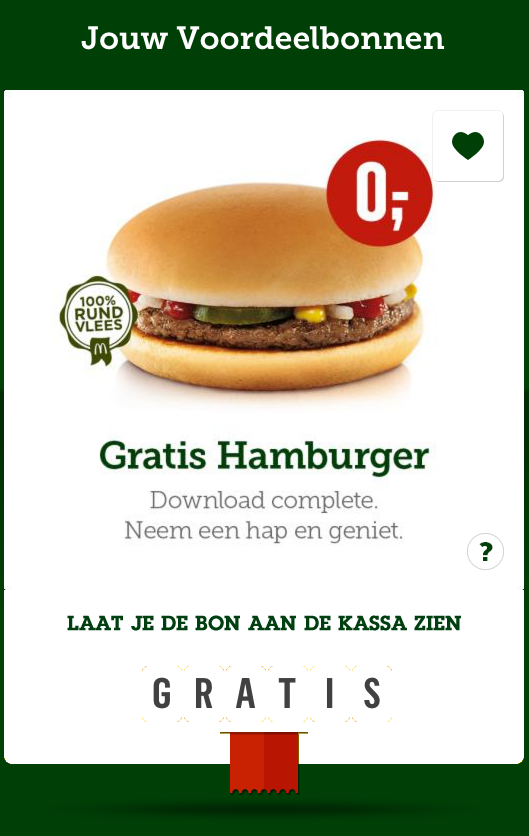 Jouw Voordeelbonnen
0,-
100%
RUND
VLEES
Gratis Hamburger
Download complete.
Neem een hap en geniet.
?
LAAT JE DE BON AAN DE KASSA ZIEN
GRATIS